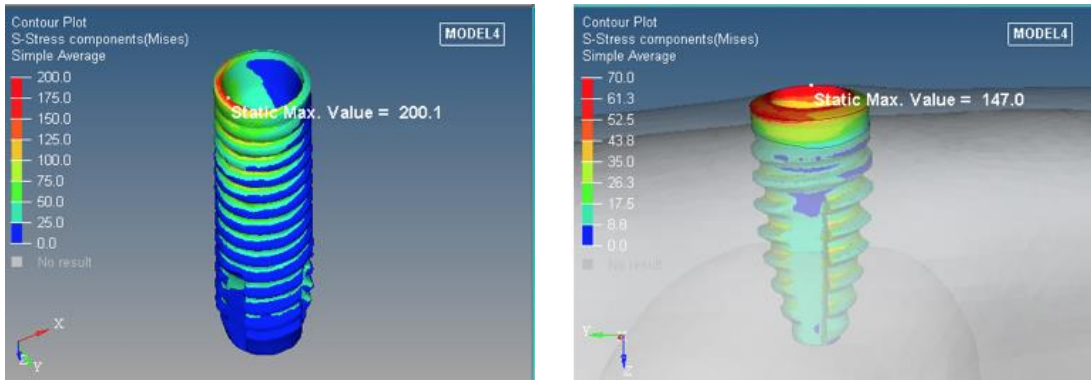 Contour Plot
S-Stress components(Mises)
Simple Average
200.0
175.0
150.0
125.0
100.0
75.0
50.0
25.0
0.0
No result
MODEL4
Static Max. Value = 200.1
X
Z
Y
Contour Plot
S-Stress components(Mises)
Simple Average
70.0
61.3
52.5
43.8
35.0
26.3
17.5
8.8
0.0
No result
MODEL4
Static Max. Value = 147.0
Y
Z